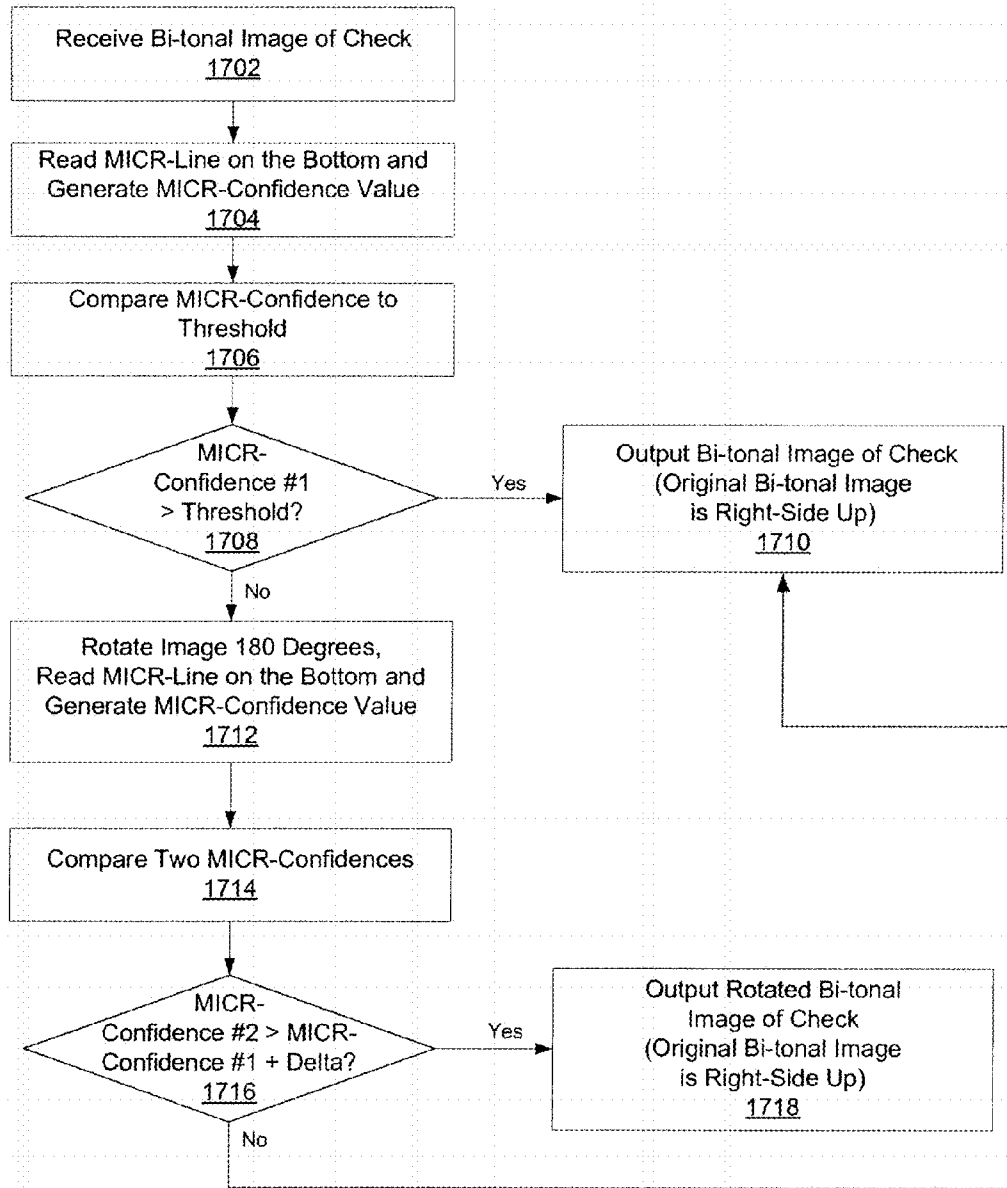 Receive Bi-tonal Image of Check
1702
Read MICR-Line on the Bottom and
Generate MICR-Confidence Value
1704
Compare MICR-Confidence to
Threshold
1706
MICR-
Confidence #1
> Threshold?
1708
Yes
Output Bi-tonal Image of Check
(Original Bi-tonal Image
is Right-Side Up)
1710
No
Rotate Image 180 Degrees,
Read MICR-Line on the Bottom and
Generate MICR-Confidence Value
1712
Compare Two MICR-Confidences
1714
MICR-
Confidence #2 > MICR-
Confidence #1 + Delta?
1716
Yes
Output Rotated Bi-tonal
Image of Check
(Original Bi-tonal Image
is Right-Side Up)
1718
No